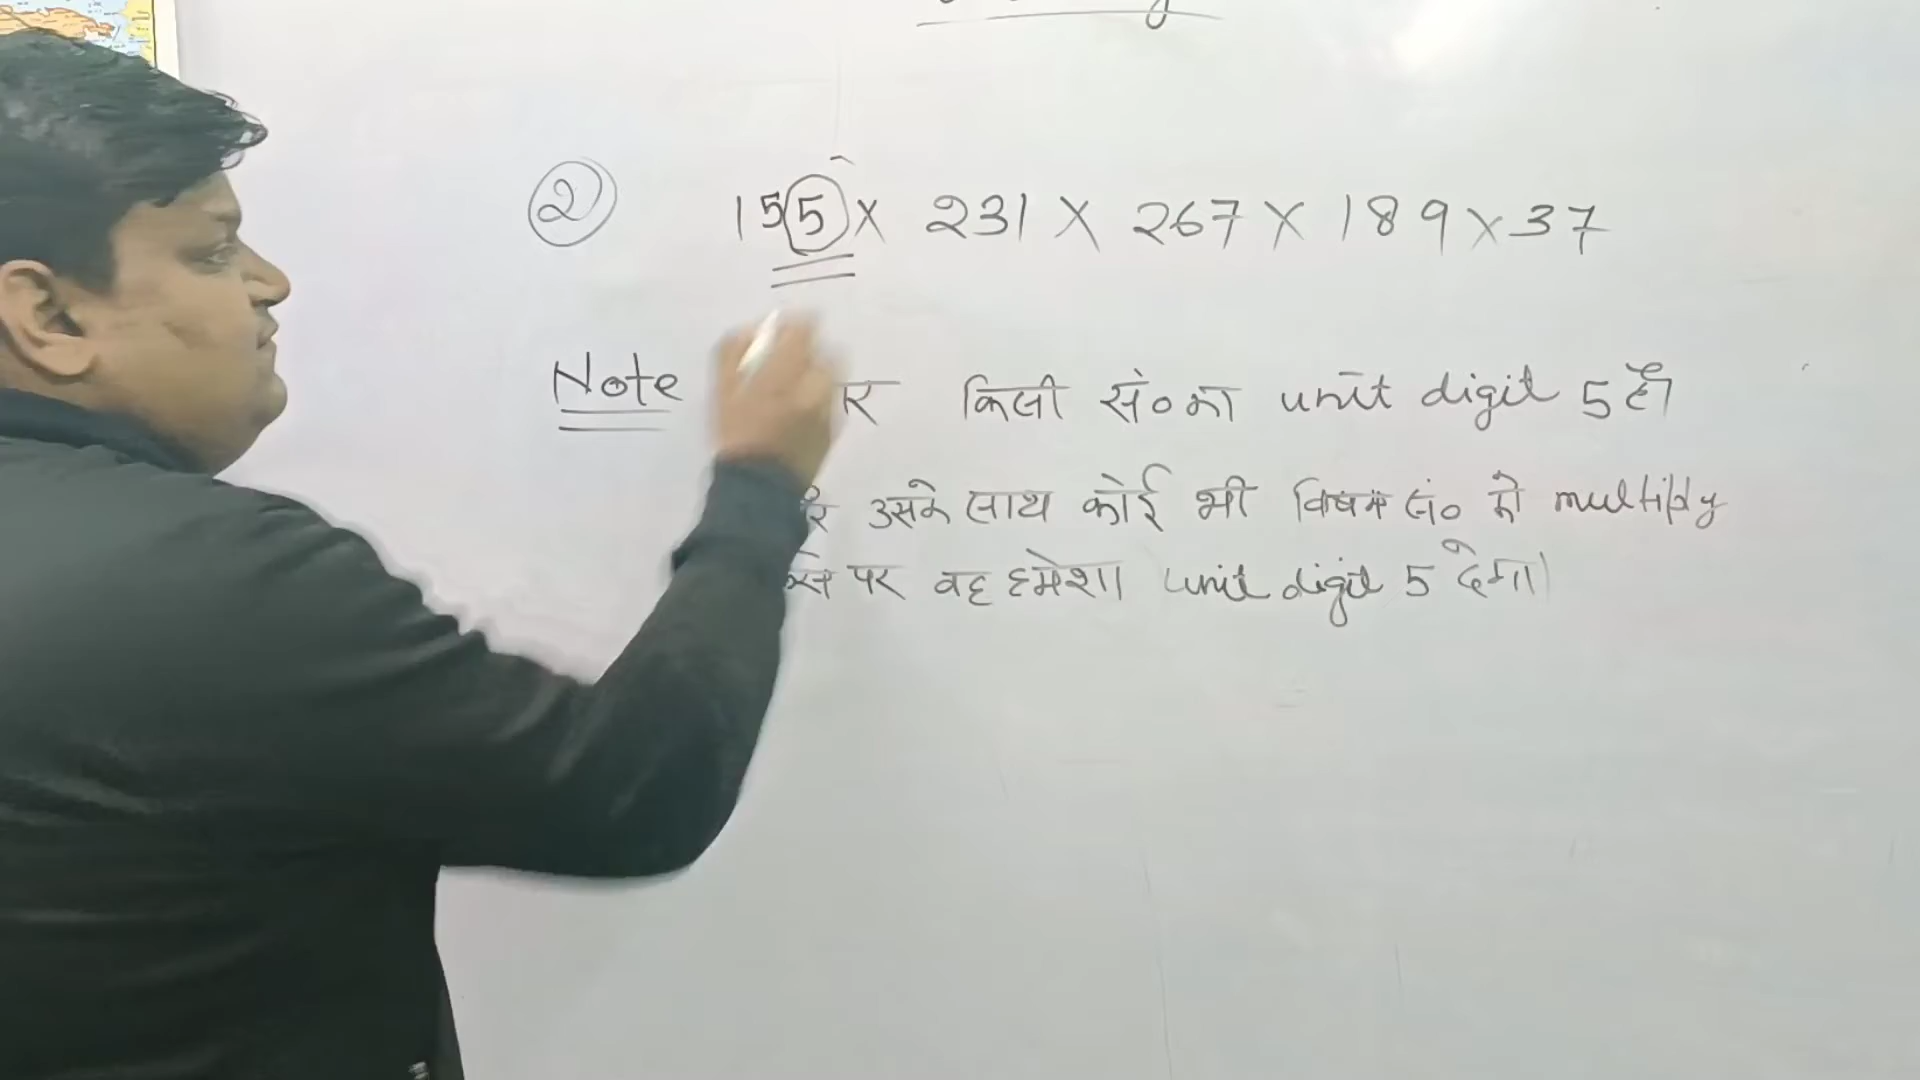 2 155 X 231 X 267 X 189 X 37
Note किसी सं० का unit digit 5 हो
उसके साथ कोई भी विषम सं० से multiply
पर वह हमेशा unit digit 5 देगा।